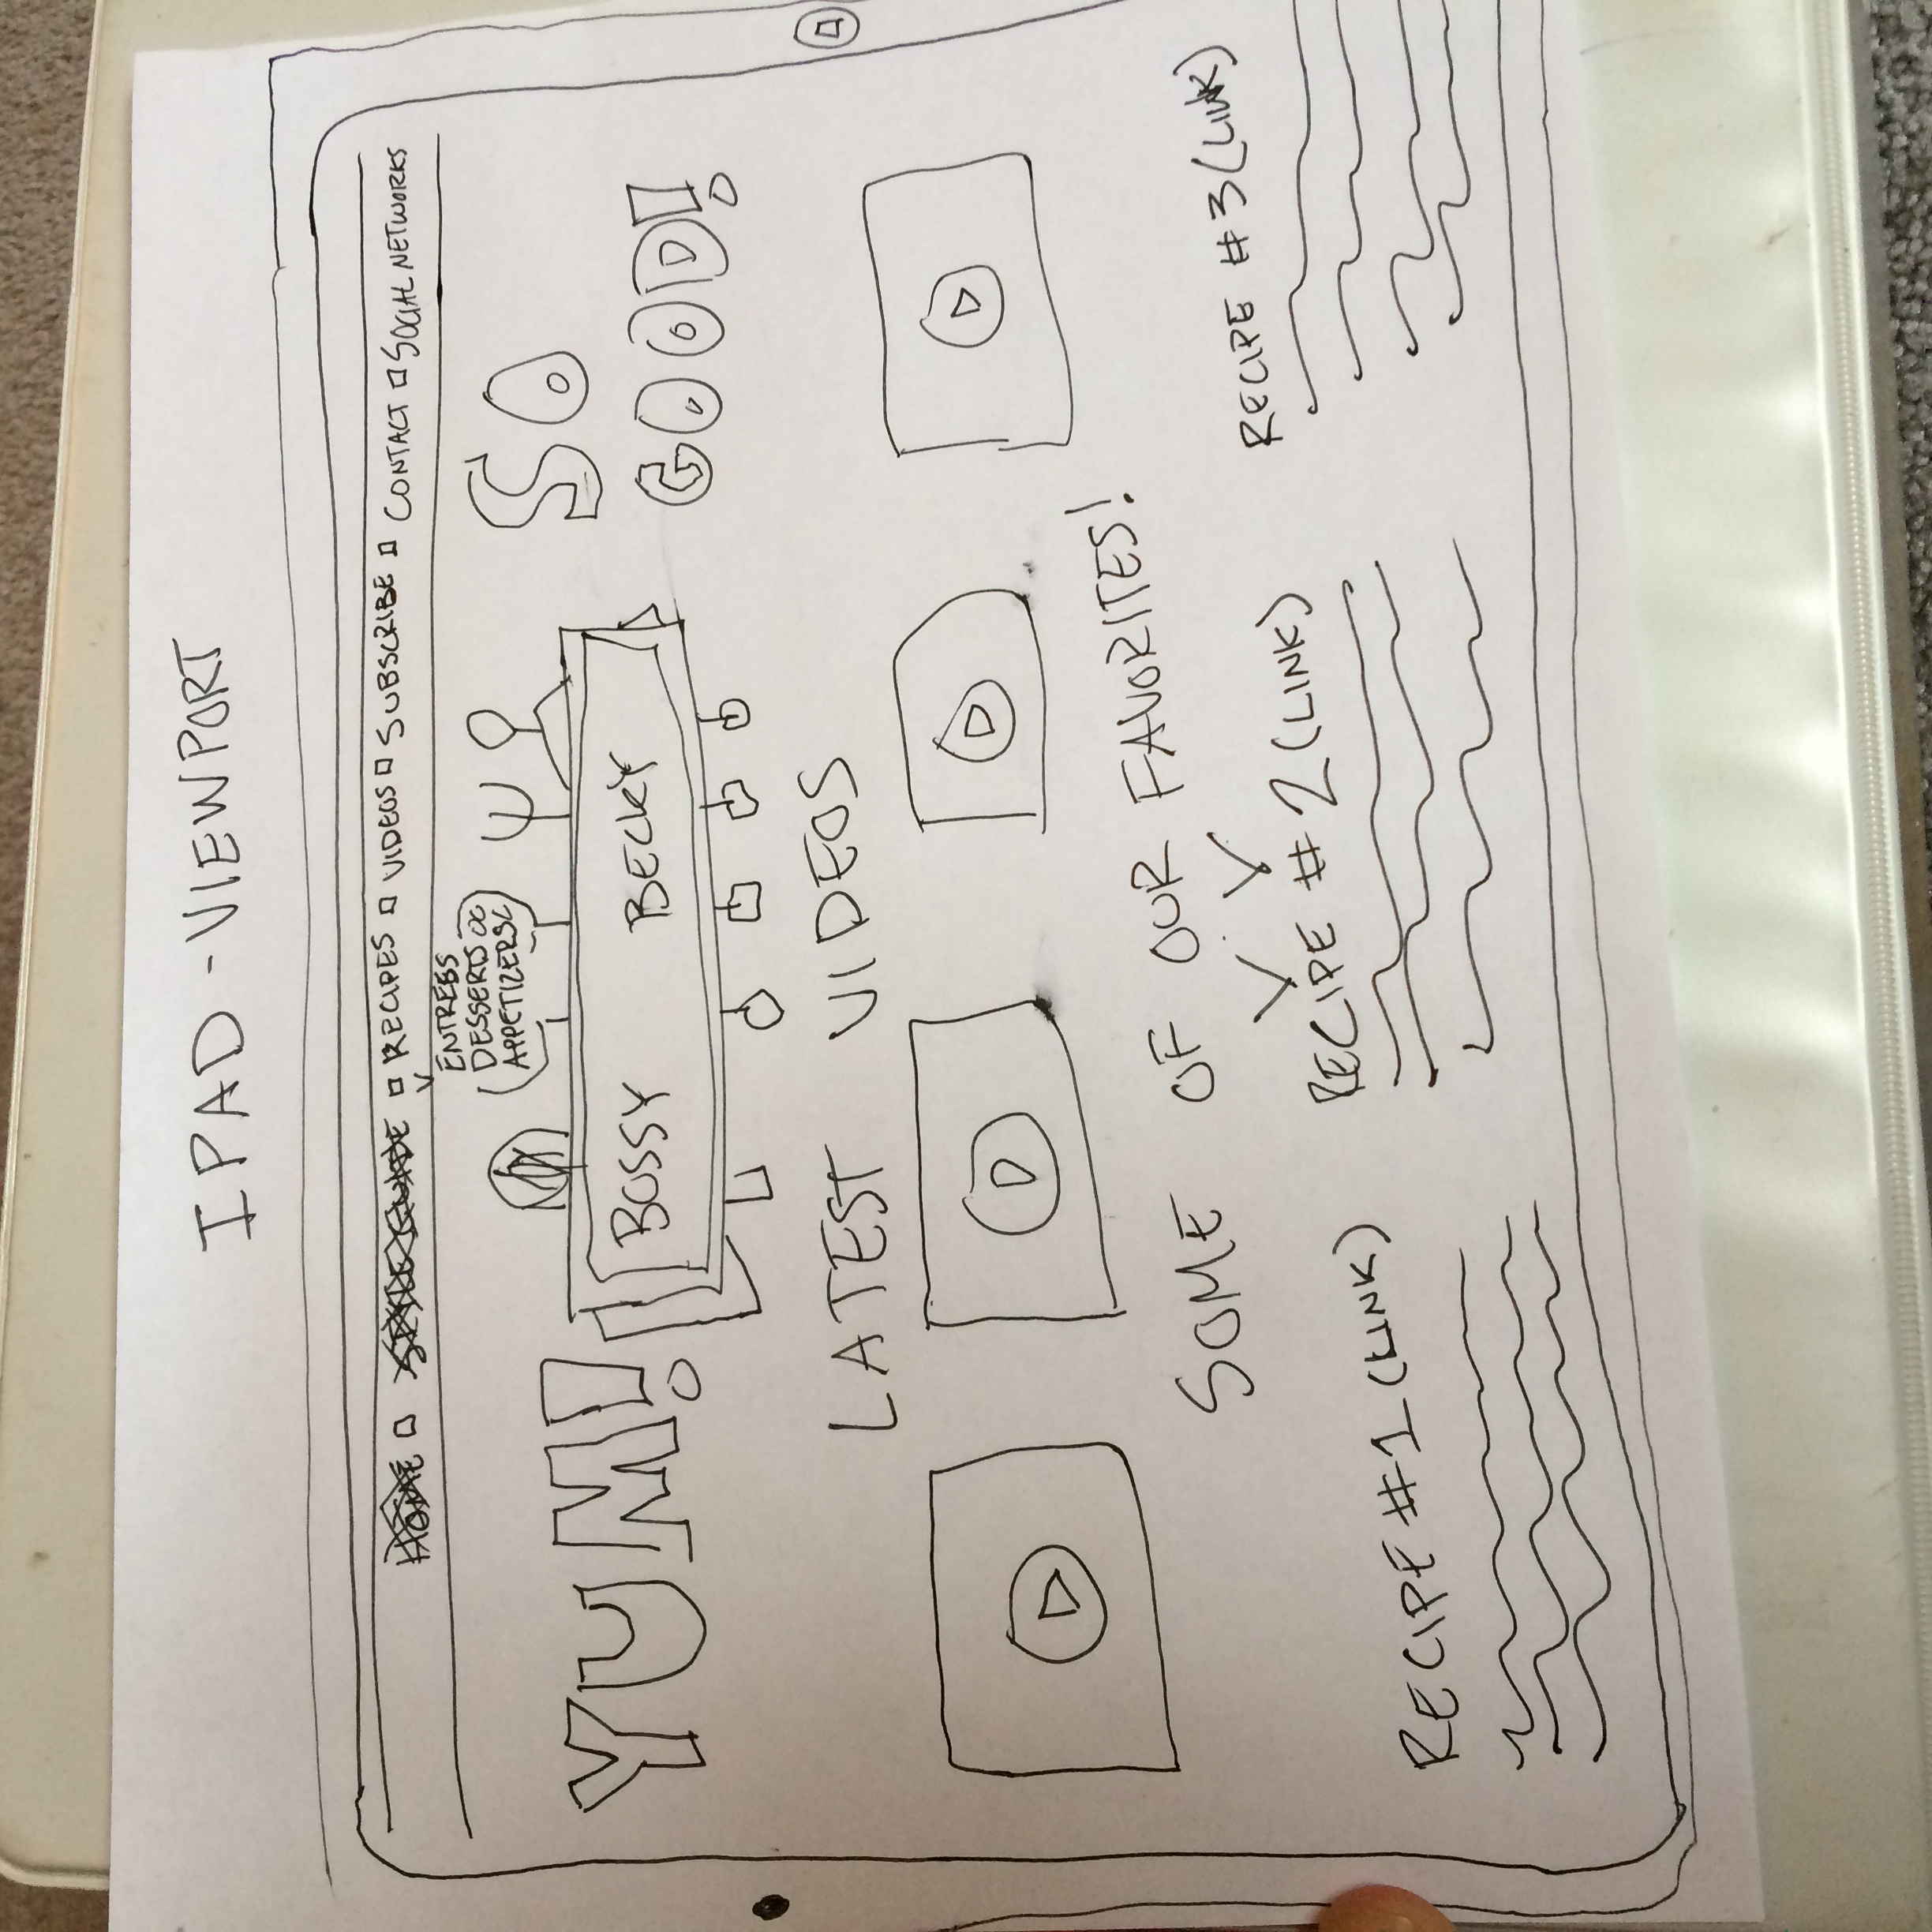 IPAD - VIEWPORT
HOME STYLE GUIDE RECIPES VIDEOS SUBSCRIBE CONTACT SOCIAL NETWORKS
ENTREES
DESSERTS
APPETIZERS
YUM!
BOSSY BECKY
SO
GOOD!
LATEST VIDEOS
SOME OF OUR FAVORITES!
RECIPE #1 (LINK)
RECIPE #2 (LINK)
RECIPE #3 (LINK)